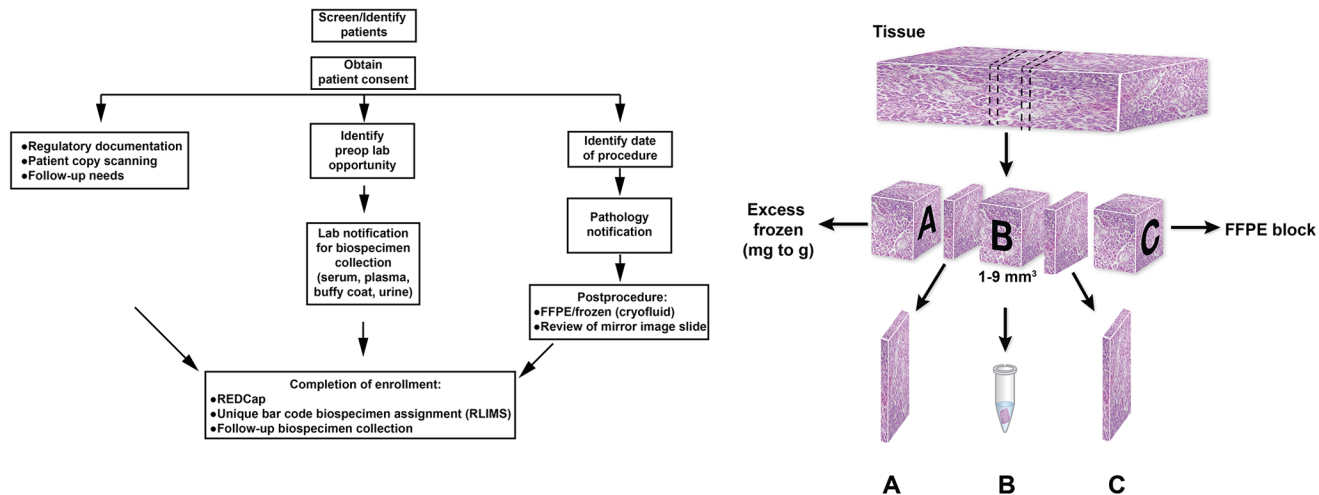 Screen/Identify
patients
Obtain
patient consent
●Regulatory documentation
●Patient copy scanning
●Follow-up needs
Identify
preop lab
opportunity
Identify date
of procedure
Lab notification
for biospecimen
collection
(serum, plasma,
buffy coat, urine)
Pathology
notification
Postprocedure:
●FFPE/frozen (cryofluid)
●Review of mirror image slide
Completion of enrollment:
●REDCap
●Unique bar code biospecimen assignment (RLIMS)
●Follow-up biospecimen collection
Tissue
Excess
frozen
(mg to g)
A
B
C
FFPE block
1-9 mm³
A
B
C